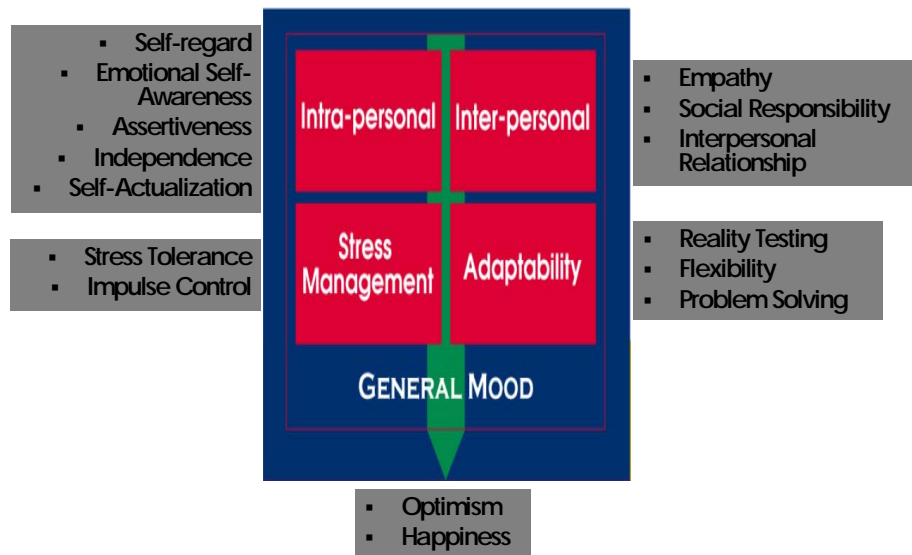 ▪ Self-regard
▪ Emotional Self-
Awareness
▪ Assertiveness
▪ Independence
▪ Self-Actualization
Intra-personal
Inter-personal
▪ Empathy
▪ Social Responsibility
▪ Interpersonal
Relationship
▪ Stress Tolerance
▪ Impulse Control
Stress
Management
Adaptability
▪ Reality Testing
▪ Flexibility
▪ Problem Solving
GENERAL MOOD
▪ Optimism
▪ Happiness